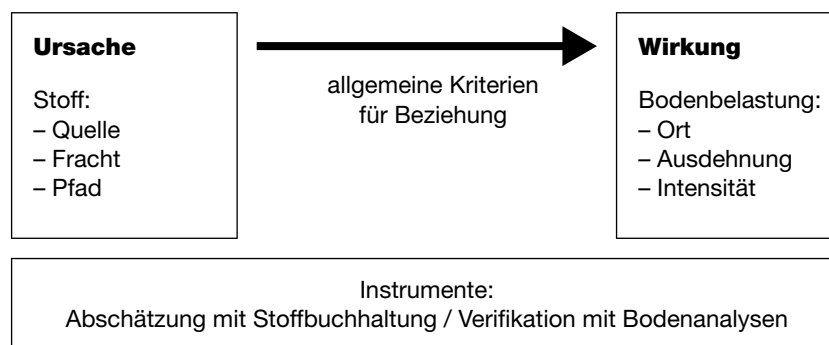 Ursache
Stoff:
– Quelle
– Fracht
– Pfad
allgemeine Kriterien
für Beziehung
Wirkung
Bodenbelastung:
– Ort
– Ausdehnung
– Intensität
Instrumente:
Abschätzung mit Stoffbuchhaltung / Verifikation mit Bodenanalysen